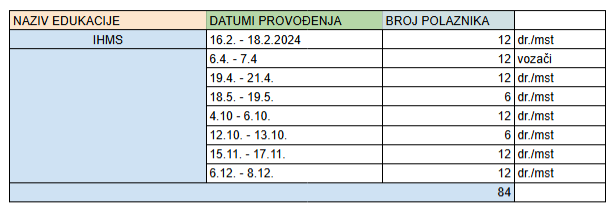 NAZIV EDUKACIJE DATUMI PROVOĐENJA BROJ POLAZNIKA
IHMS 16.2. - 18.2.2024 12 dr./mst
6.4. - 7.4 12 vozači
19.4. - 21.4. 12 dr./mst
18.5. - 19.5. 6 dr./mst
4.10 - 6.10. 12 dr./mst
12.10. - 13.10. 6 dr./mst
15.11. - 17.11. 12 dr./mst
6.12. - 8.12. 12 dr./mst
84